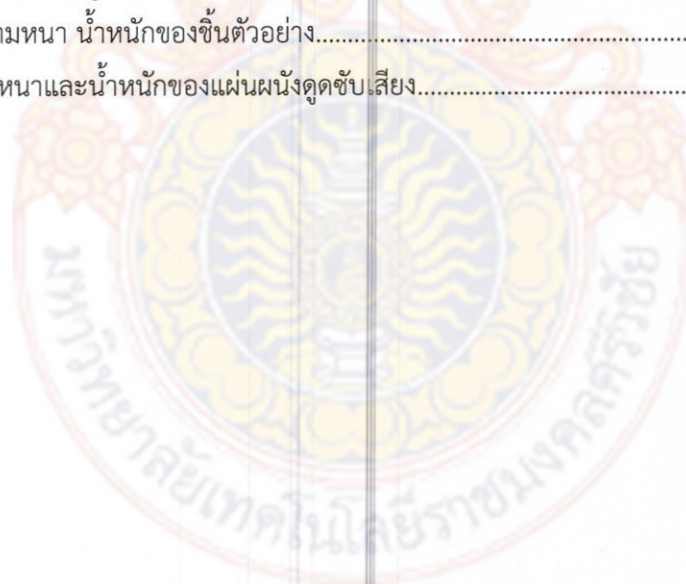 ามหนา น้ำหนักของชิ้นตัวอย่าง................................................
หนาและน้ำหนักของแผ่นผนังดูดซับเสียง....................................
มหาวิทยาลัยเทคโนโลยีราชมงคลศรีวิชัย